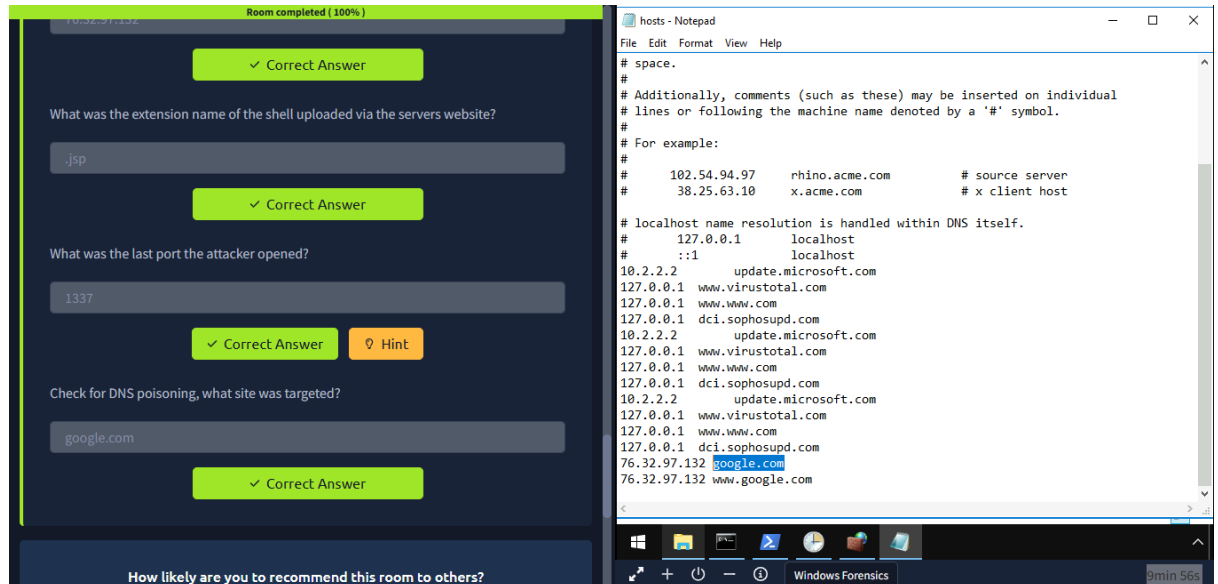 Room completed ( 100% )
76.32.97.132
Correct Answer
What was the extension name of the shell uploaded via the servers website?
.jsp
Correct Answer
What was the last port the attacker opened?
1337
Correct Answer
Hint
Check for DNS poisoning, what site was targeted?
google.com
Correct Answer
How likely are you to recommend this room to others?
hosts - Notepad
File Edit Format View Help
# space.
#
# Additionally, comments (such as these) may be inserted on individual
# lines or following the machine name denoted by a '#' symbol.
#
# For example:
#
# 102.54.94.97 rhino.acme.com # source server
# 38.25.63.10 x.acme.com # x client host
# localhost name resolution is handled within DNS itself.
# 127.0.0.1 localhost
# ::1 localhost
10.2.2.2 update.microsoft.com
127.0.0.1 www.virustotal.com
127.0.0.1 www.www.com
127.0.0.1 dci.sophosupd.com
10.2.2.2 update.microsoft.com
127.0.0.1 www.virustotal.com
127.0.0.1 www.www.com
127.0.0.1 dci.sophosupd.com
10.2.2.2 update.microsoft.com
127.0.0.1 www.virustotal.com
127.0.0.1 www.www.com
127.0.0.1 dci.sophosupd.com
76.32.97.132 google.com
76.32.97.132 www.google.com
Windows Forensics
9min 56s